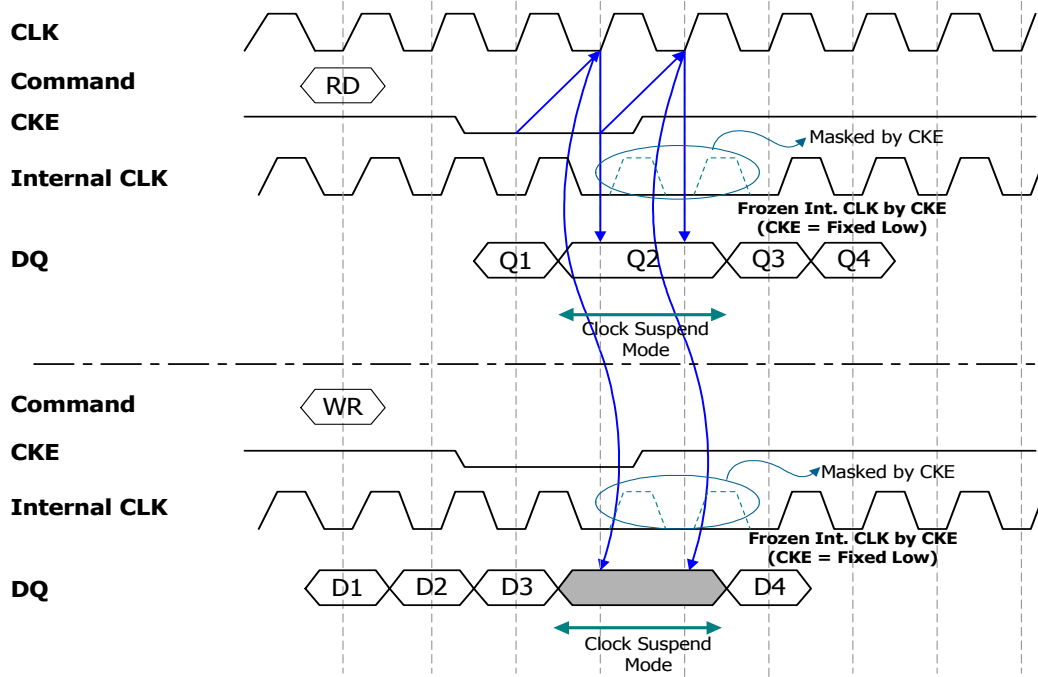 CLK
Command
RD
CKE
Masked by CKE
Internal CLK
Frozen Int. CLK by CKE
(CKE = Fixed Low)
DQ
Q1
Q2
Q3
Q4
Clock Suspend
Mode
Command
WR
CKE
Masked by CKE
Internal CLK
Frozen Int. CLK by CKE
(CKE = Fixed Low)
DQ
D1
D2
D3
D4
Clock Suspend
Mode